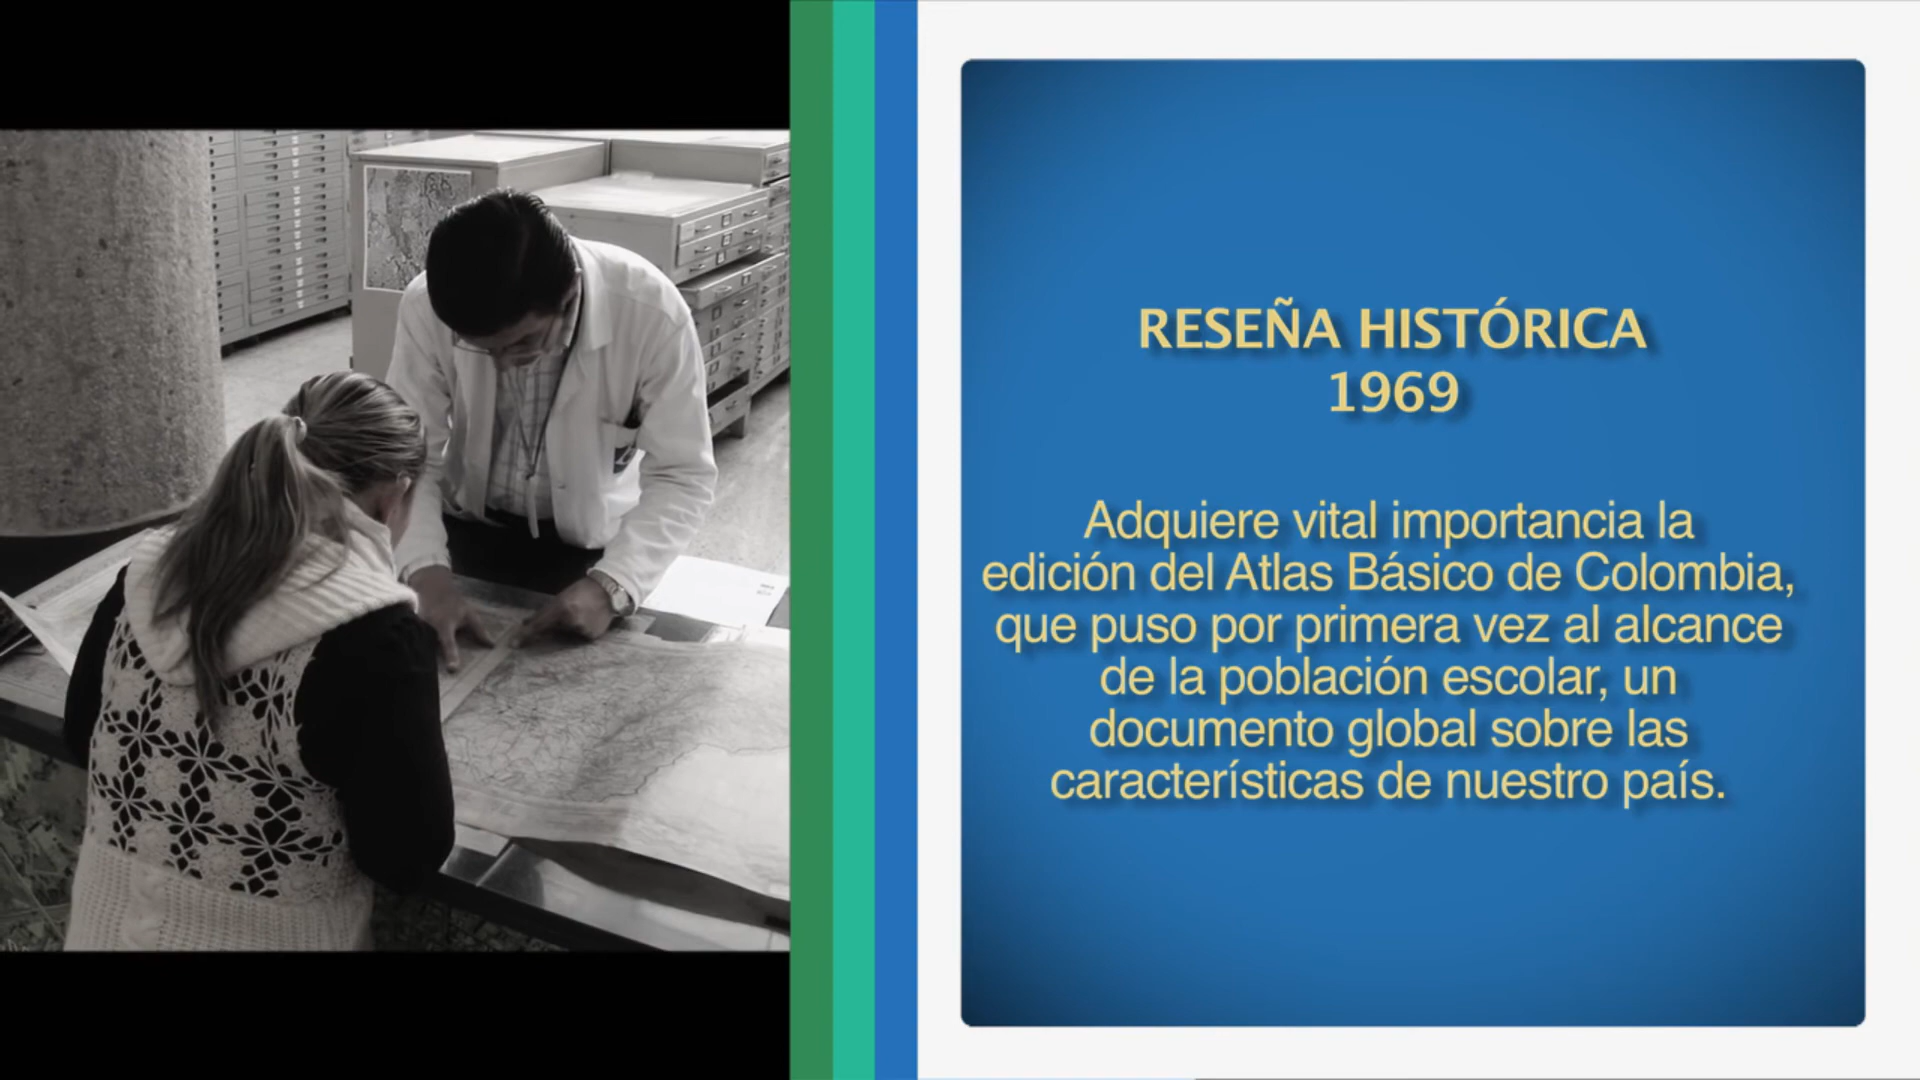 RESEÑA HISTÓRICA
1969
Adquiere vital importancia la
edición del Atlas Básico de Colombia,
que puso por primera vez al alcance
de la población escolar, un
documento global sobre las
características de nuestro país.